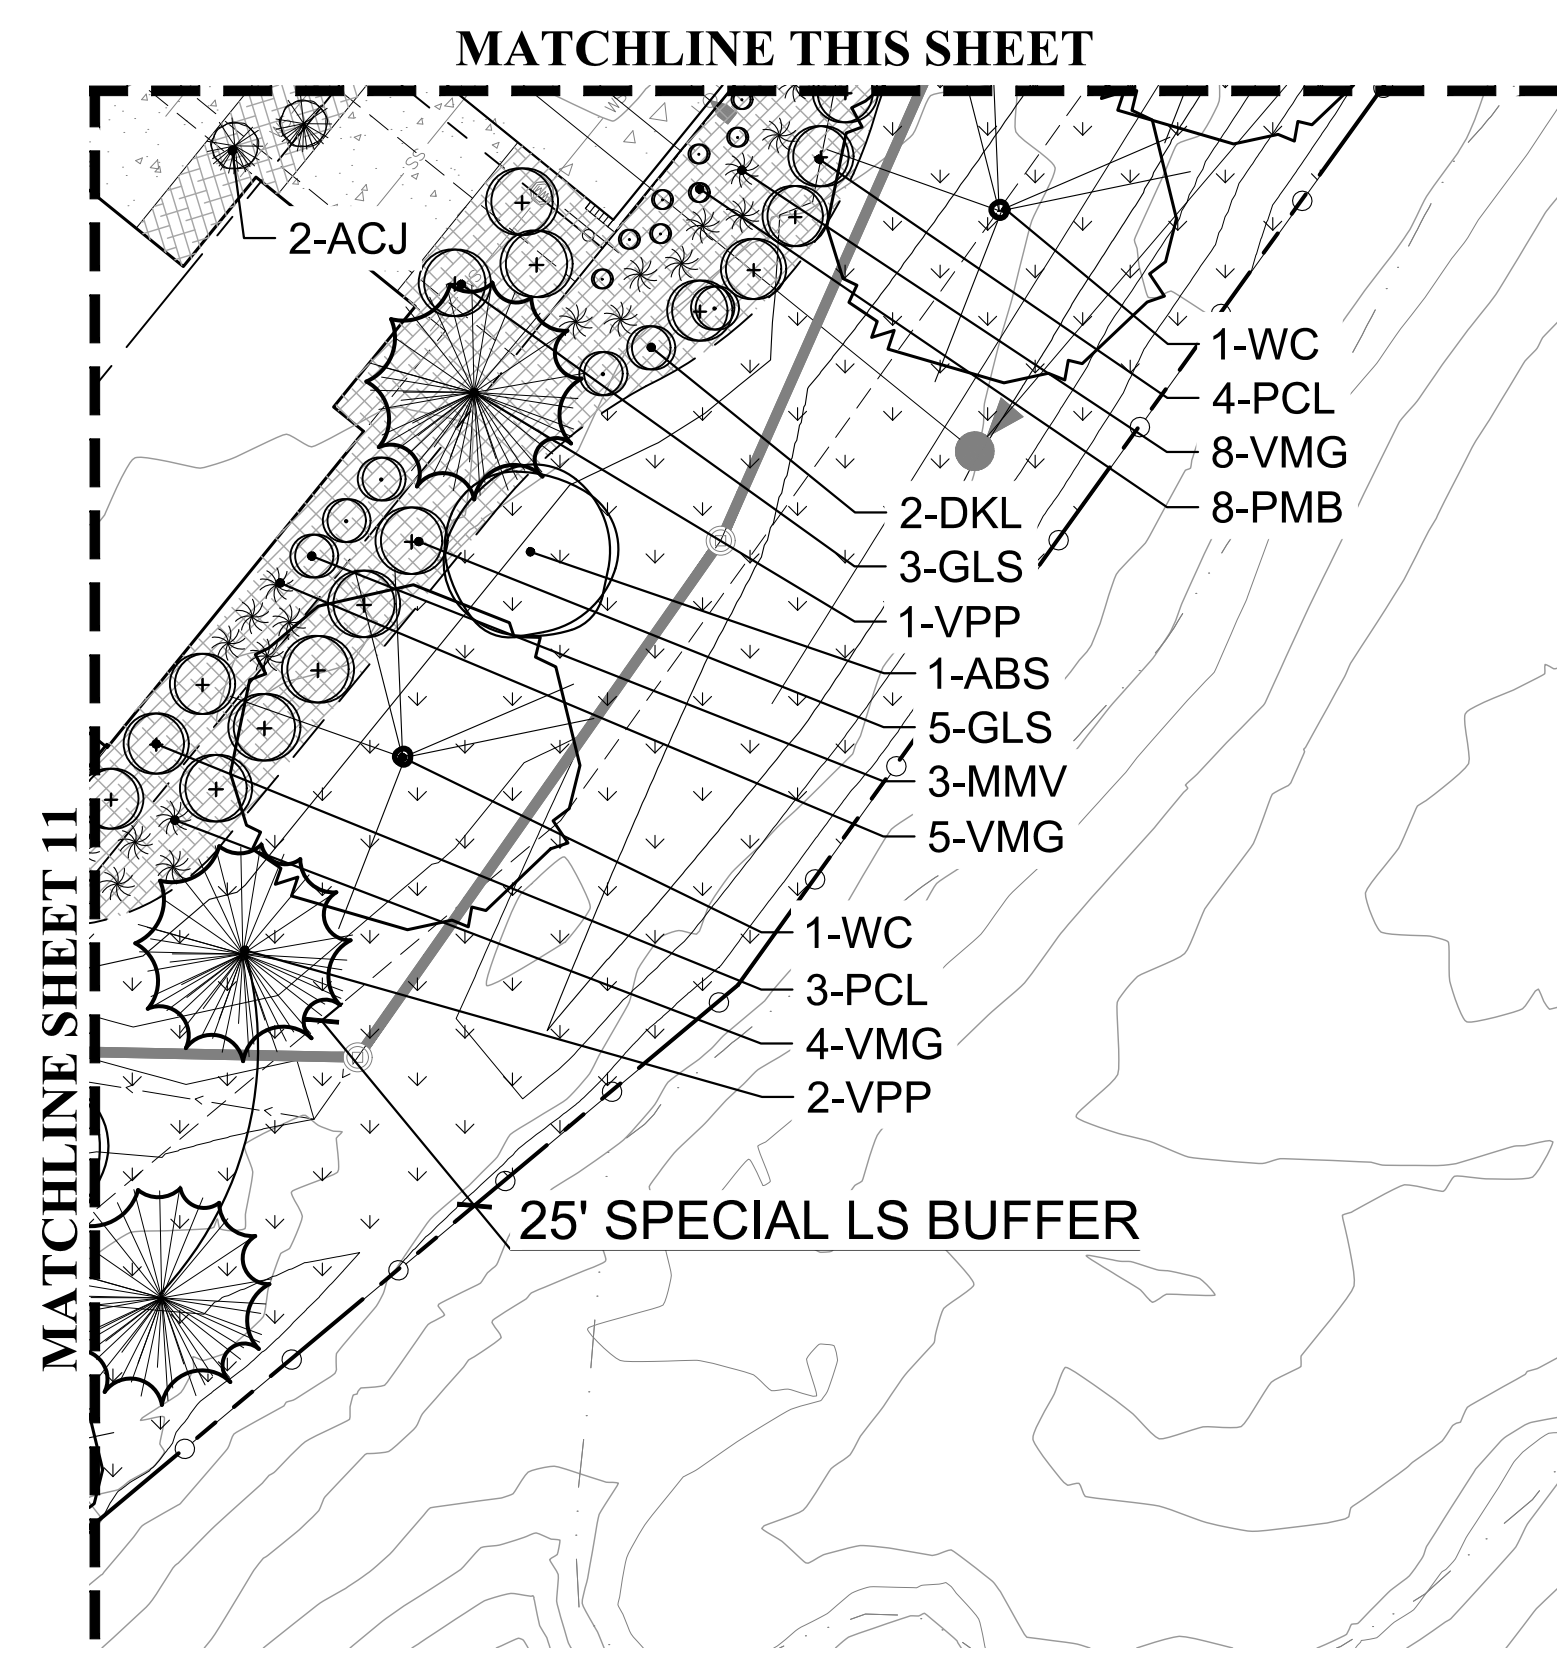 MATCHLINE THIS SHEET
SS
2-ACJ
1-WC
4-PCL
8-VMG
8-PMB
2-DKL
3-GLS
1-VPP
1-ABS
5-GLS
3-MMV
5-VMG
MATCHLINE SHEET 11
1-WC
3-PCL
4-VMG
2-VPP
25' SPECIAL LS BUFFER